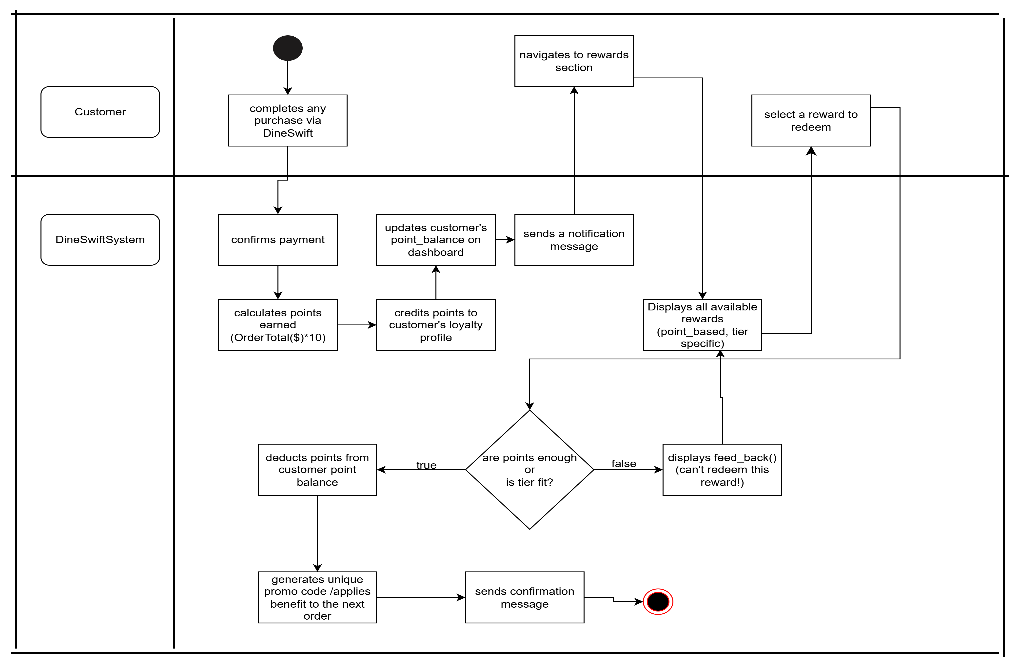 Customer
completes any
purchase via
DineSwift
navigates to rewards
section
select a reward to
redeem
DineSwiftSystem
confirms payment
updates customer's
point_balance on
dashboard
sends a notification
message
calculates points
earned
(OrderTotal($)*10)
credits points to
customer's loyalty
profile
Displays all available
rewards
(point_based, tier
specific)
deducts points from
customer point
balance
true
are points enough
or
is tier fit?
false
displays feed_back()
(can't redeem this
reward!)
generates unique
promo code /applies
benefit to the next
order
sends confirmation
message